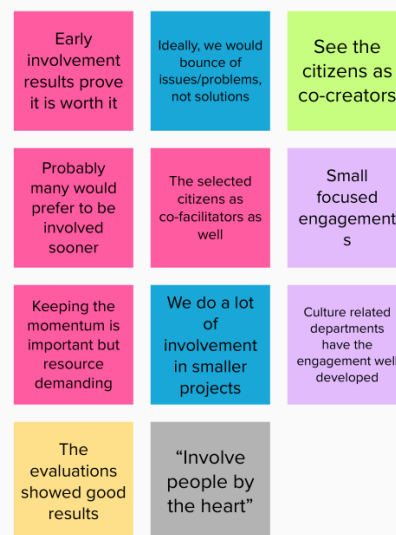 Early
involvement
results prove
it is worth it
Ideally, we would
bounce of
issues/problems,
not solutions
See the
citizens as
co-creators
Probably
many would
prefer to be
involved
sooner
The selected
citizens as
co-facilitators as
well
Small
focused
engagement
s
Keeping the
momentum is
important but
resource
demanding
We do a lot
of
involvement
in smaller
projects
Culture related
departments
have the
engagement well
developed
The
evaluations
showed good
results
“Involve
people by
the heart”